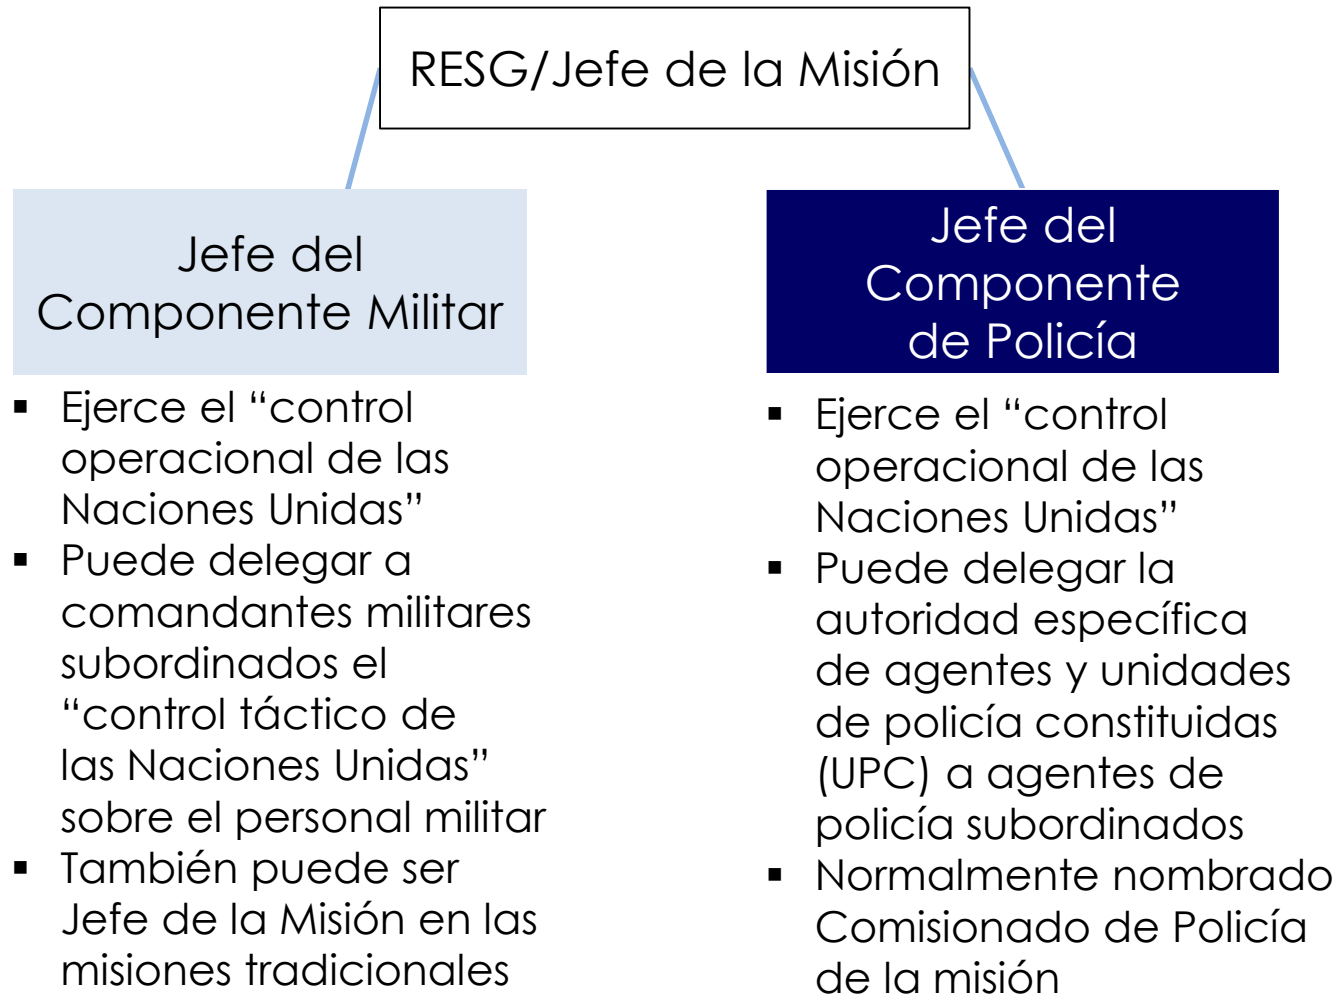 RESG/Jefe de la Misión
Jefe del
Componente Militar
▪ Ejerce el “control
operacional de las
Naciones Unidas”
▪ Puede delegar a
comandantes militares
subordinados el
“control táctico de
las Naciones Unidas”
sobre el personal militar
▪ También puede ser
Jefe de la Misión en las
misiones tradicionales
Jefe del
Componente
de Policía
▪ Ejerce el “control
operacional de las
Naciones Unidas”
▪ Puede delegar la
autoridad específica
de agentes y unidades
de policía constituidas
(UPC) a agentes de
policía subordinados
▪ Normalmente nombrado
Comisionado de Policía
de la misión